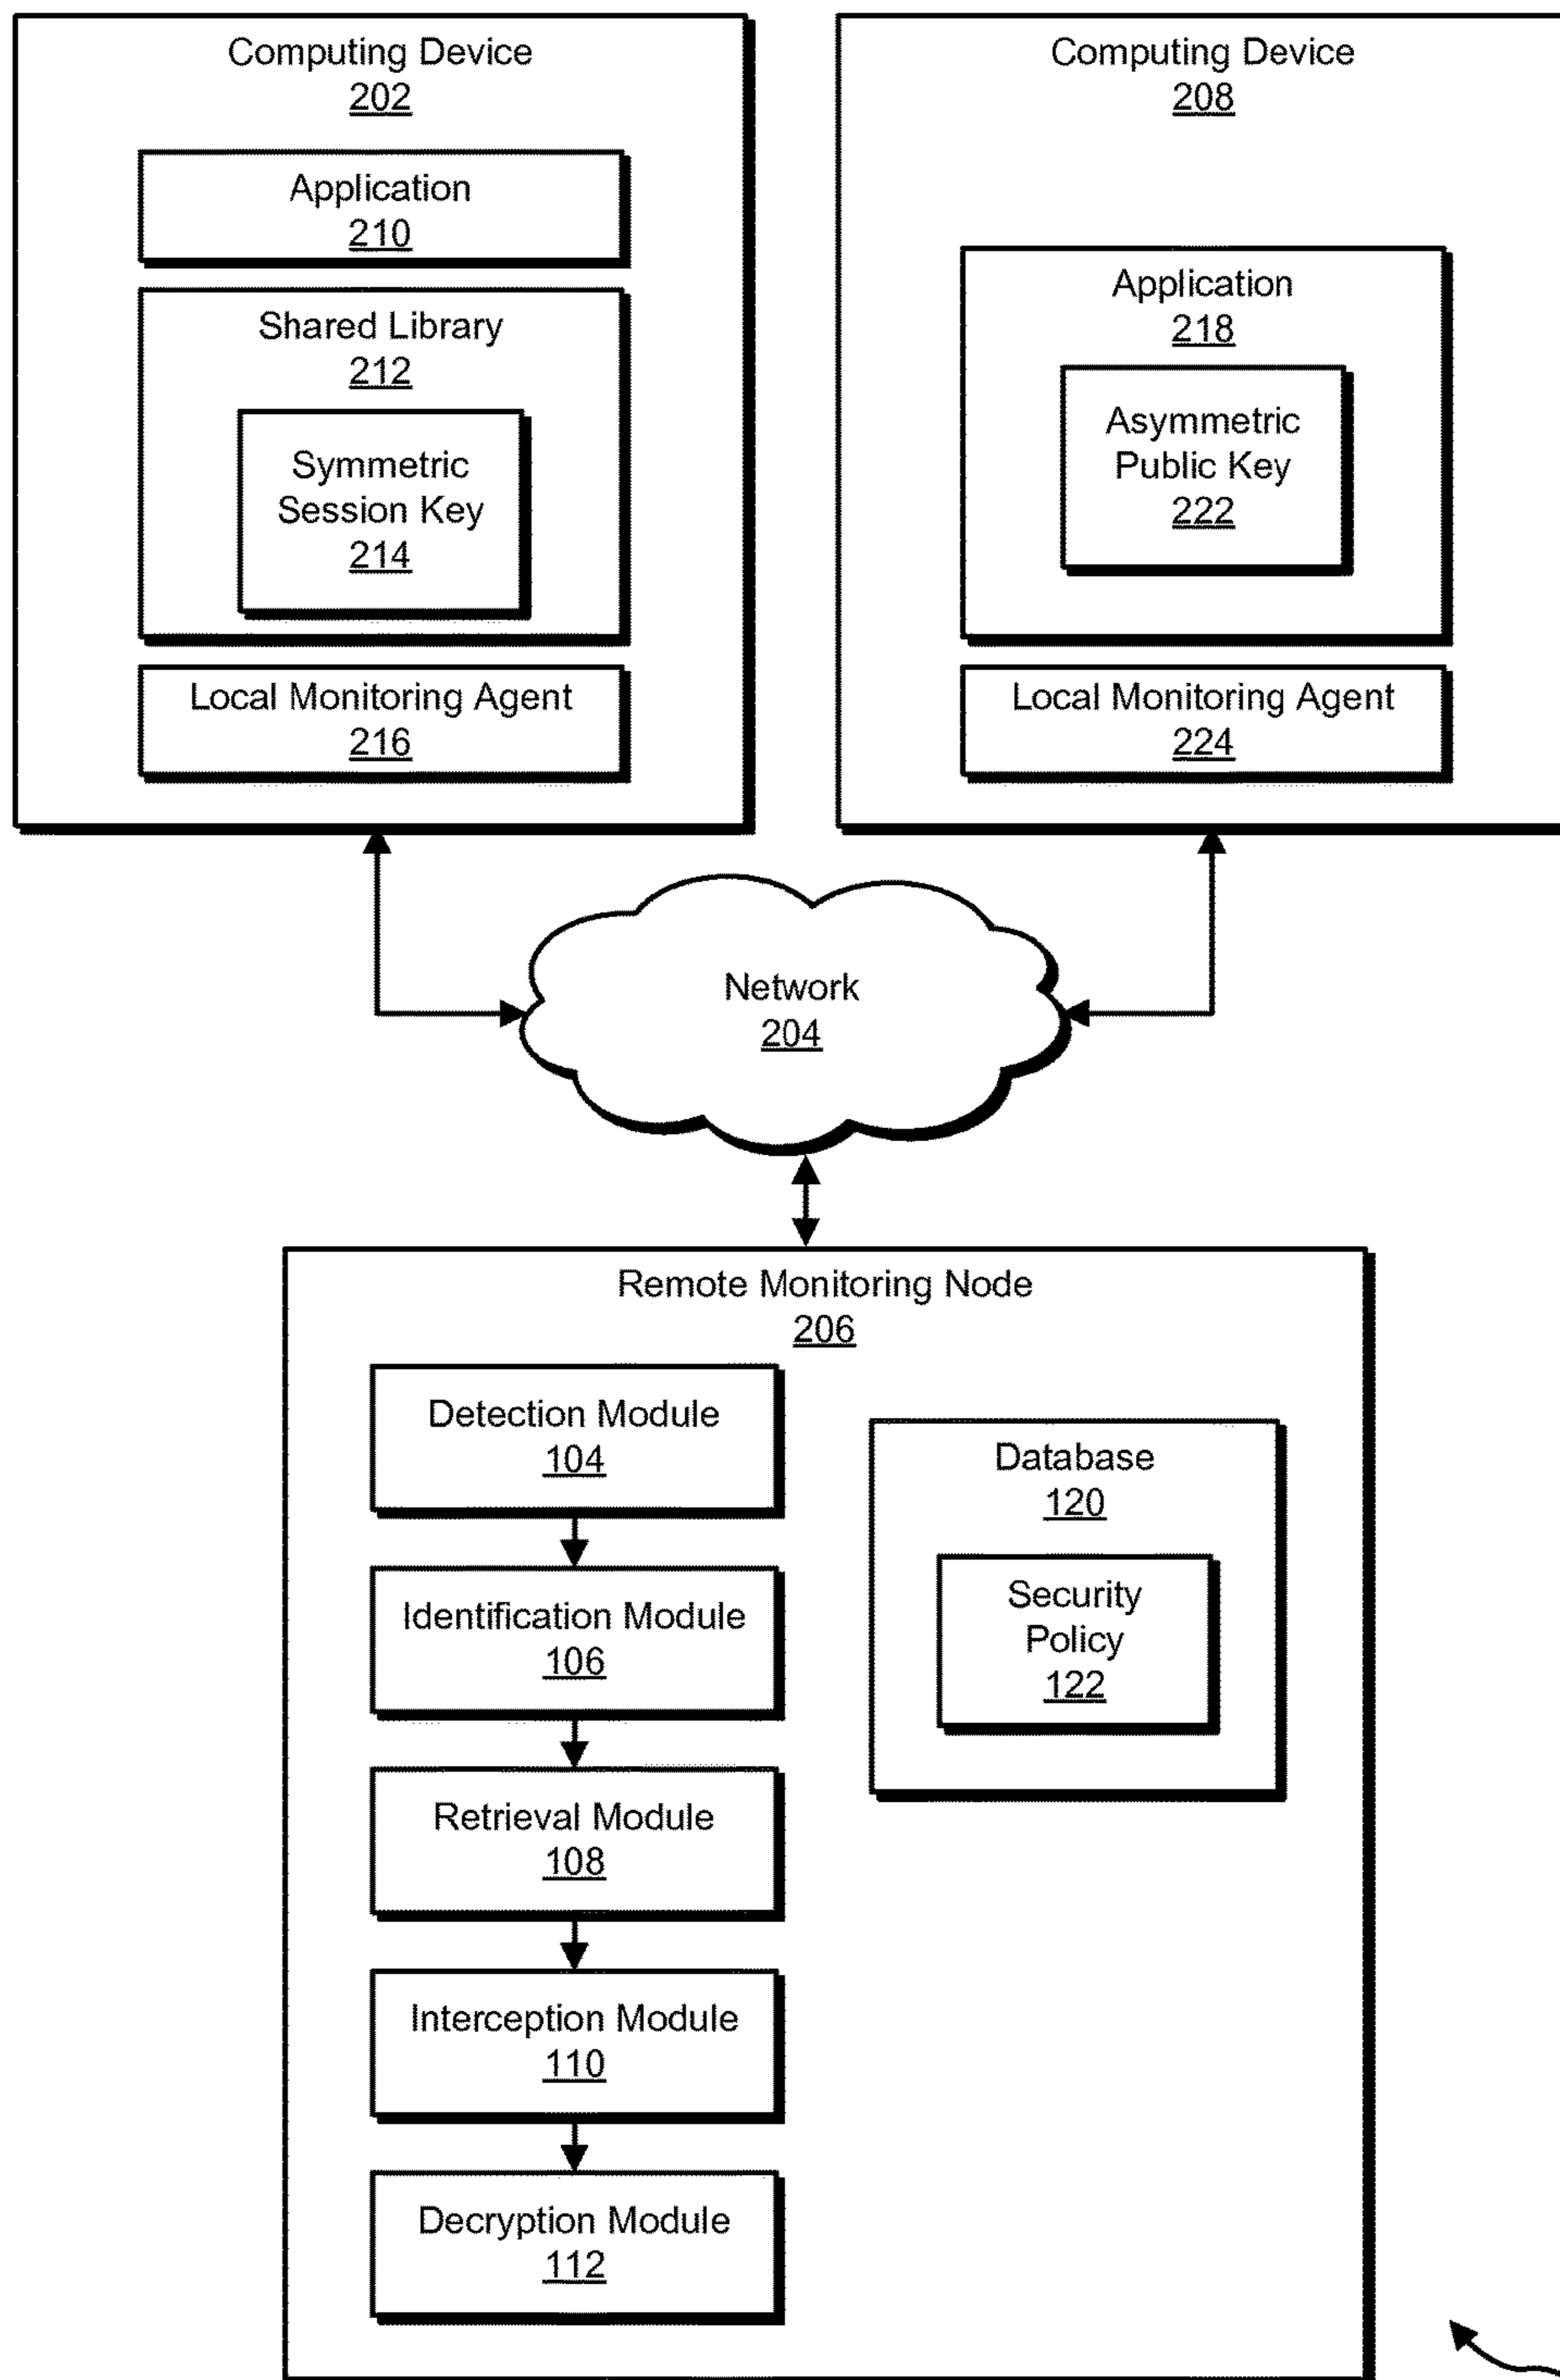 Computing Device
202
Application
210
Shared Library
212
Symmetric
Session Key
214
Local Monitoring Agent
216
Computing Device
208
Application
218
Asymmetric
Public Key
222
Local Monitoring Agent
224
Network
204
Remote Monitoring Node
206
Detection Module
104
Identification Module
106
Retrieval Module
108
Interception Module
110
Decryption Module
112
Database
120
Security
Policy
122